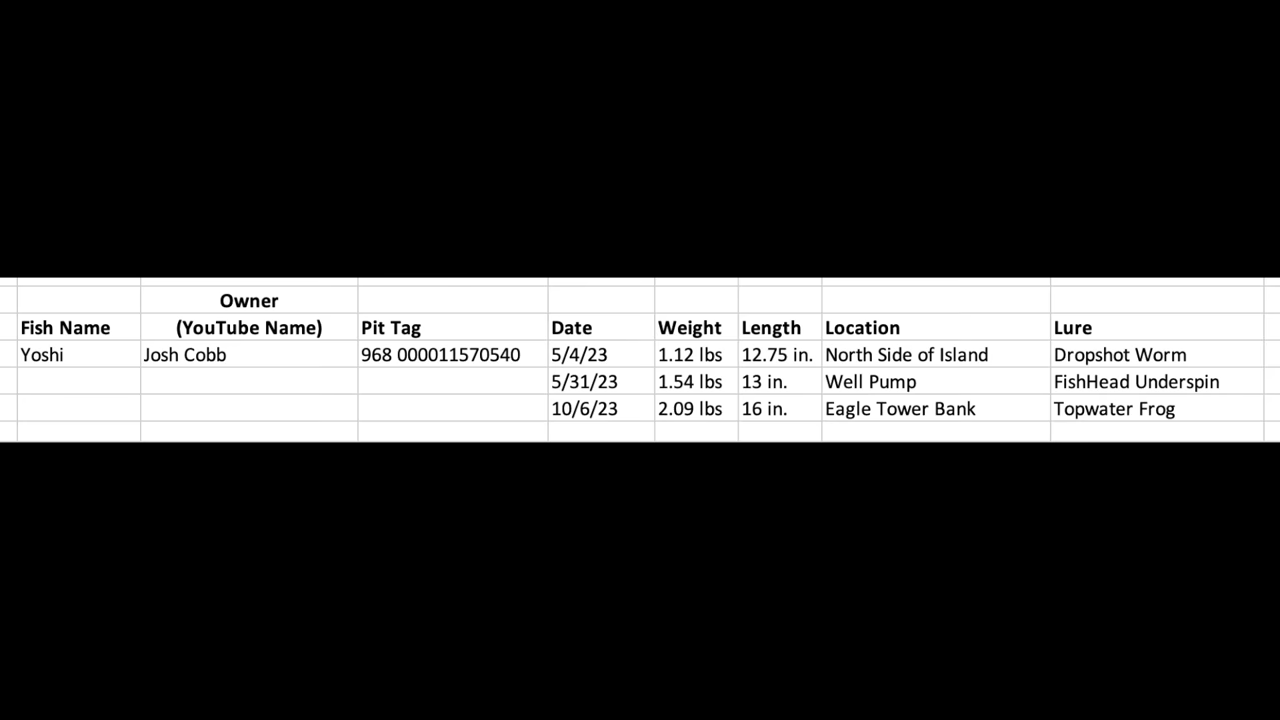 Owner
Fish Name (YouTube Name) Pit Tag Date Weight Length Location Lure
Yoshi Josh Cobb 968 000011570540 5/4/23 1.12 lbs 12.75 in. North Side of Island Dropshot Worm
5/31/23 1.54 lbs 13 in. Well Pump FishHead Underspin
10/6/23 2.09 lbs 16 in. Eagle Tower Bank Topwater Frog